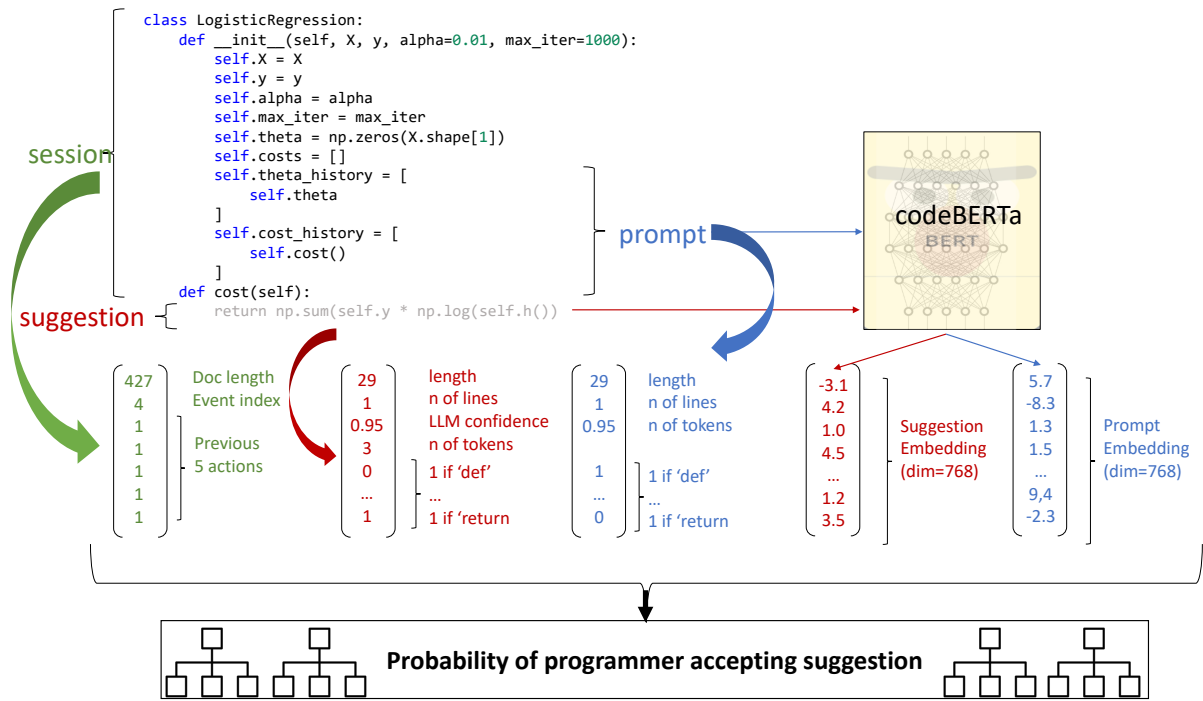 class LogisticRegression:
def __init__(self, X, y, alpha=0.01, max_iter=1000):
self.X = X
self.y = y
self.alpha = alpha
self.max_iter = max_iter
self.theta = np.zeros(X.shape[1])
self.costs = []
self.theta_history = [
self.theta
]
self.cost_history = [
self.cost()
]
def cost(self):
return np.sum(self.y * np.log(self.h())
session
suggestion
prompt
codeBERTa
BERT
427
4
1
1
1
1
1
Doc length
Event index
Previous
5 actions
29
1
0.95
3
0
...
1
length
n of lines
LLM confidence
n of tokens
1 if ‘def’
...
1 if ‘return
29
1
0.95
1
...
0
length
n of lines
n of tokens
1 if ‘def’
...
1 if ‘return
-3.1
4.2
1.0
4.5
...
1.2
3.5
Suggestion
Embedding
(dim=768)
5.7
-8.3
1.3
1.5
...
9,4
-2.3
Prompt
Embedding
(dim=768)
Probability of programmer accepting suggestion